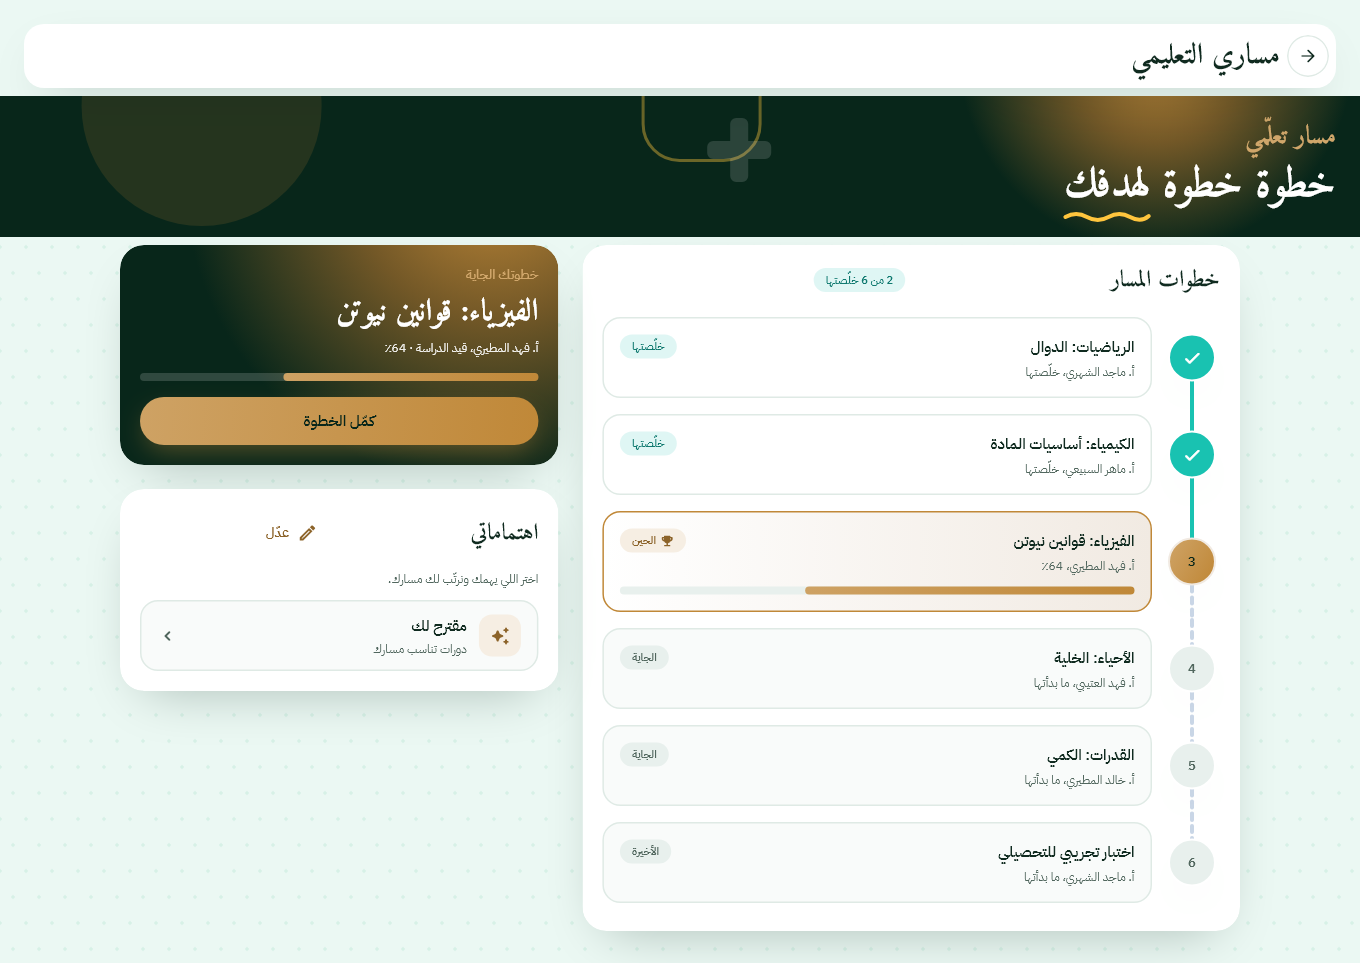 مساري التعليمي
مسار تعلّمي
خطوة خطوة لهدفك
خطوات المسار
2 من 6 خلّصتها
الرياضيات: الدوال
خلّصتها
أ. ماجد الشهري، خلّصتها
الكيمياء: أساسيات المادة
خلّصتها
أ. ماهر السبيعي، خلّصتها
3
الفيزياء: قوانين نيوتن
الحين
أ. فهد المطيري، 64٪
4
الأحياء: الخلية
الجاية
أ. فهد العتيبي، ما بدأتها
5
القدرات: الكمي
الجاية
أ. خالد المطيري، ما بدأتها
6
اختبار تجريبي للتحصيلي
الأخيرة
أ. ماجد الشهري، ما بدأتها
خطوتك الجاية
الفيزياء: قوانين نيوتن
أ. فهد المطيري، قيد الدراسة · 64٪
كمّل الخطوة
اهتماماتي
عدّل
اختر اللي يهمك ونرتّب لك مسارك.
مقترح لك
دورات تناسب مسارك